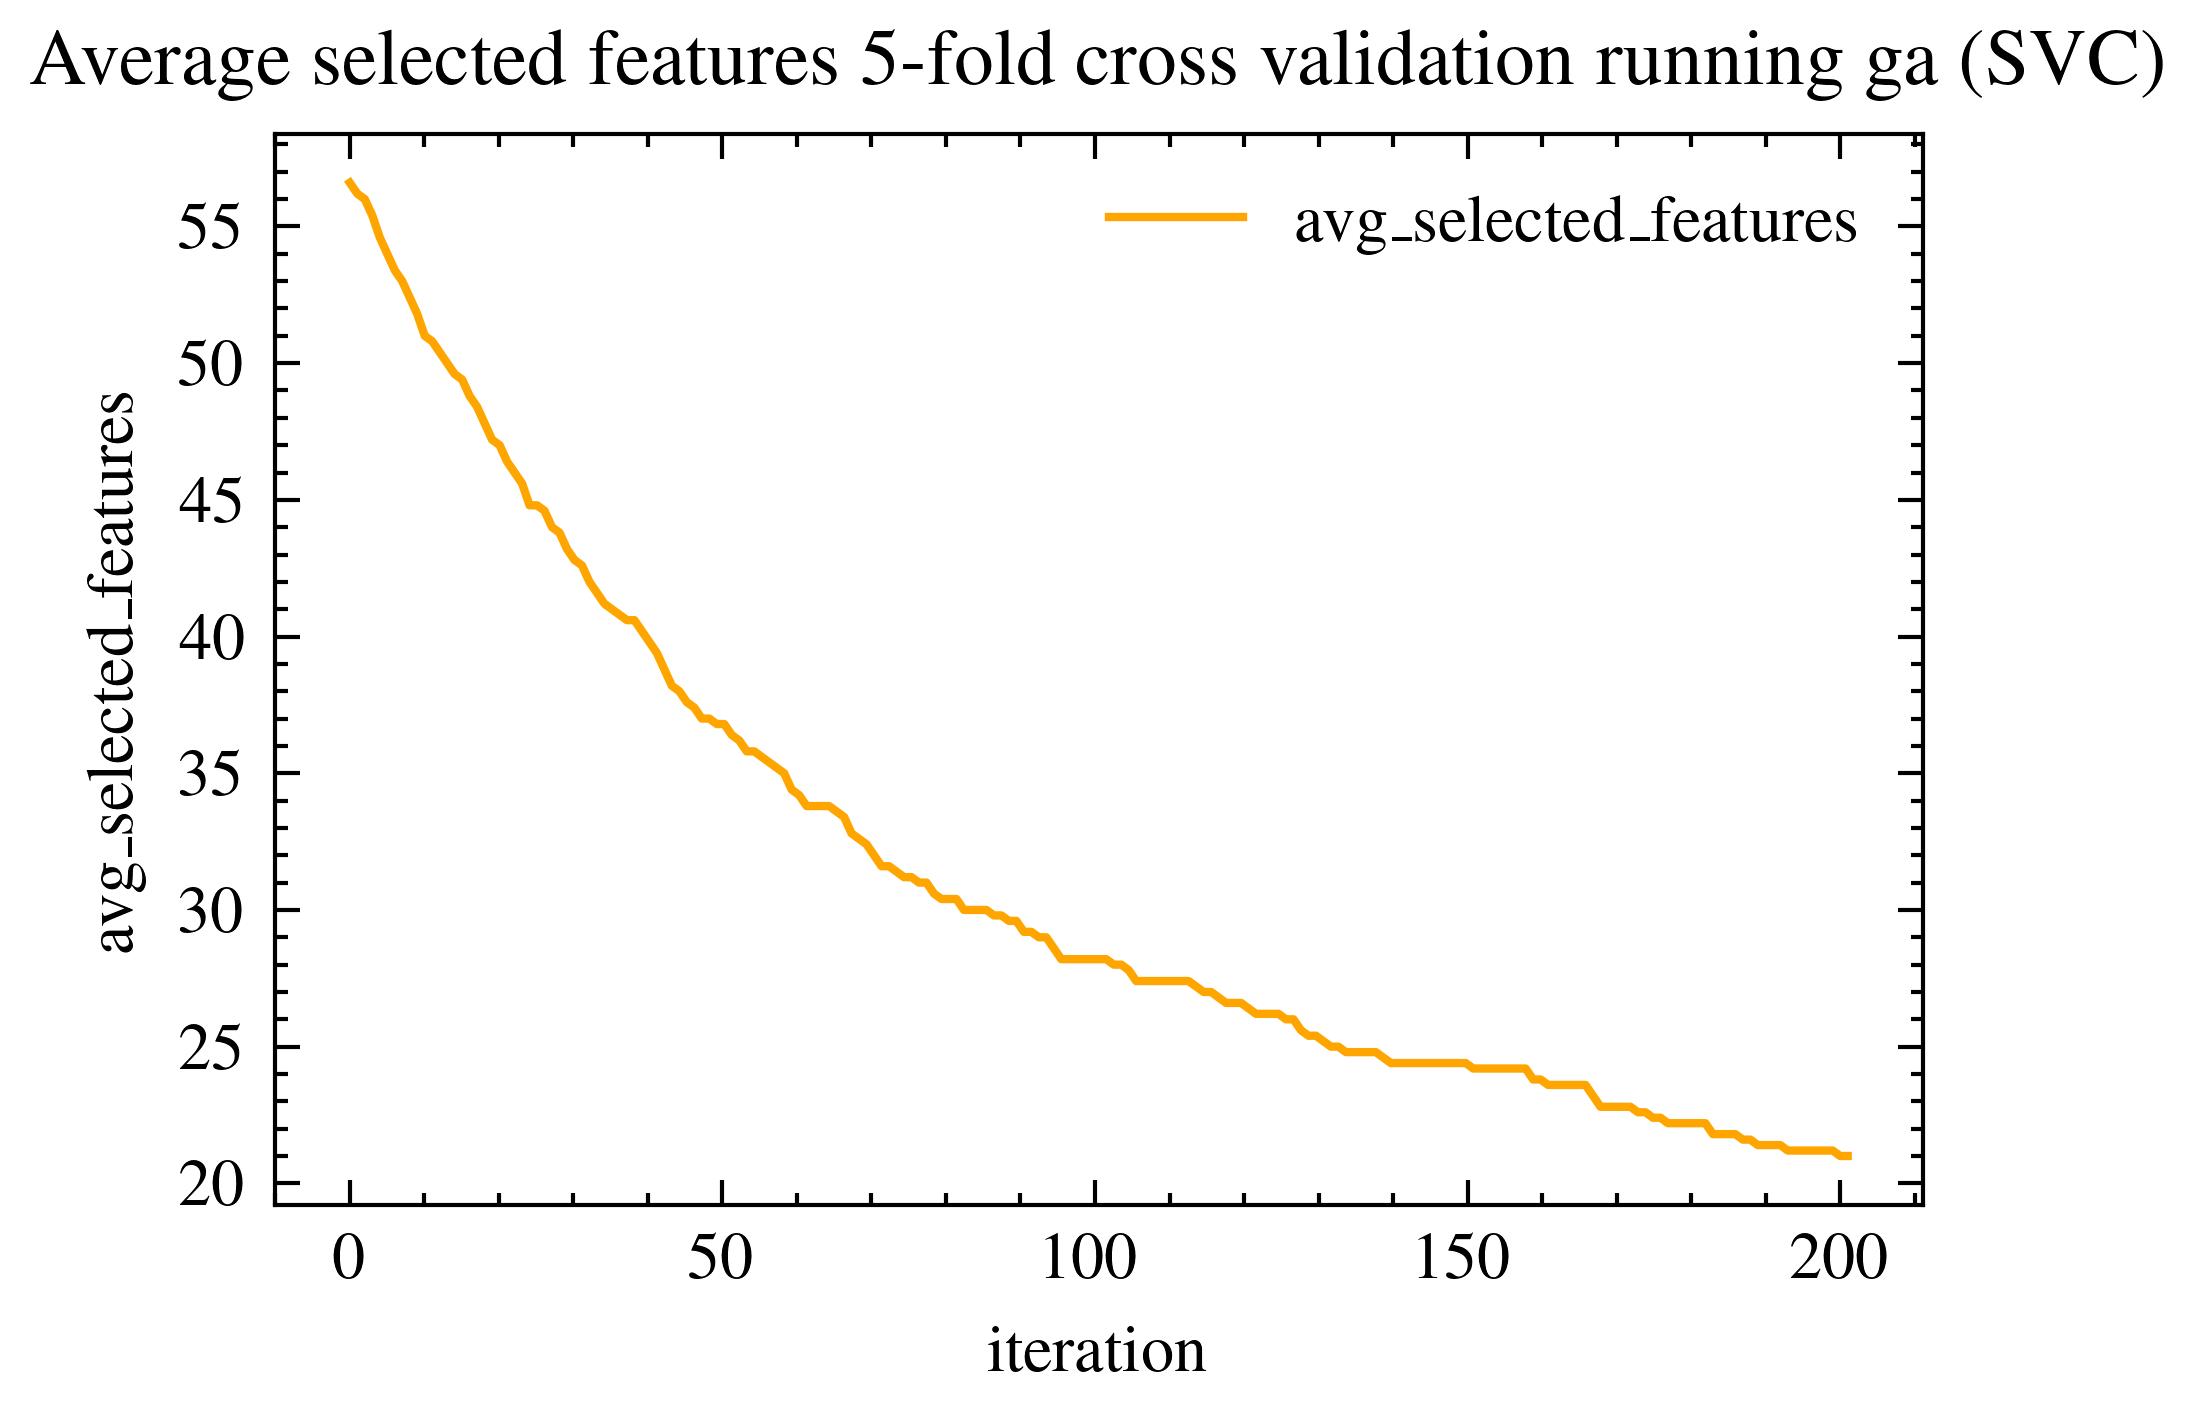 Average selected features 5-fold cross validation running ga (SVC)
avg_selected_features
avg_selected_features
55
50
45
40
35
30
25
20
0 50 100 150 200
iteration